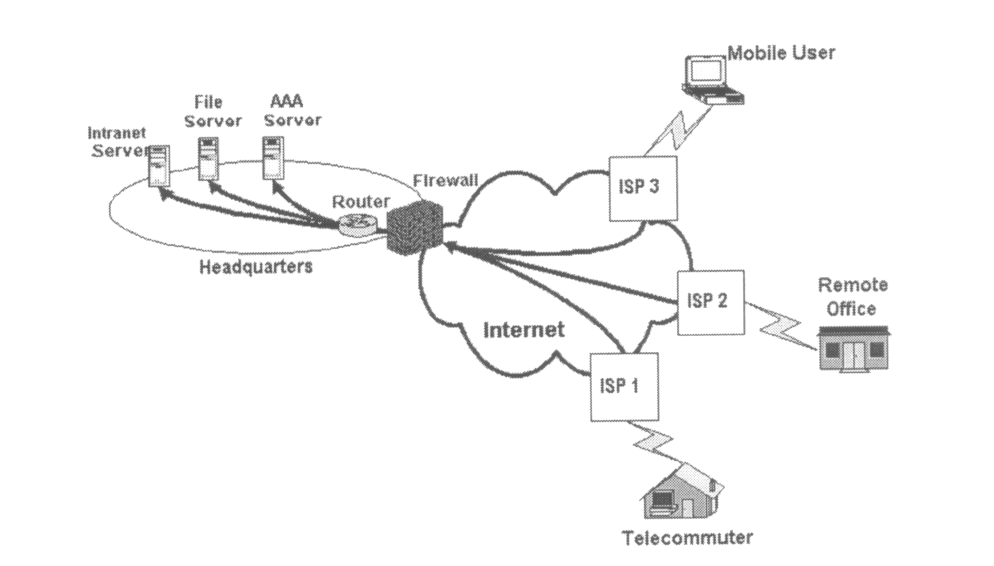 Mobile User
File
Server
AAA
Server
Intranet
Server
ISP 3
Firewall
Router
Headquarters
ISP 2
Remote
Office
Internet
ISP 1
Telecommuter